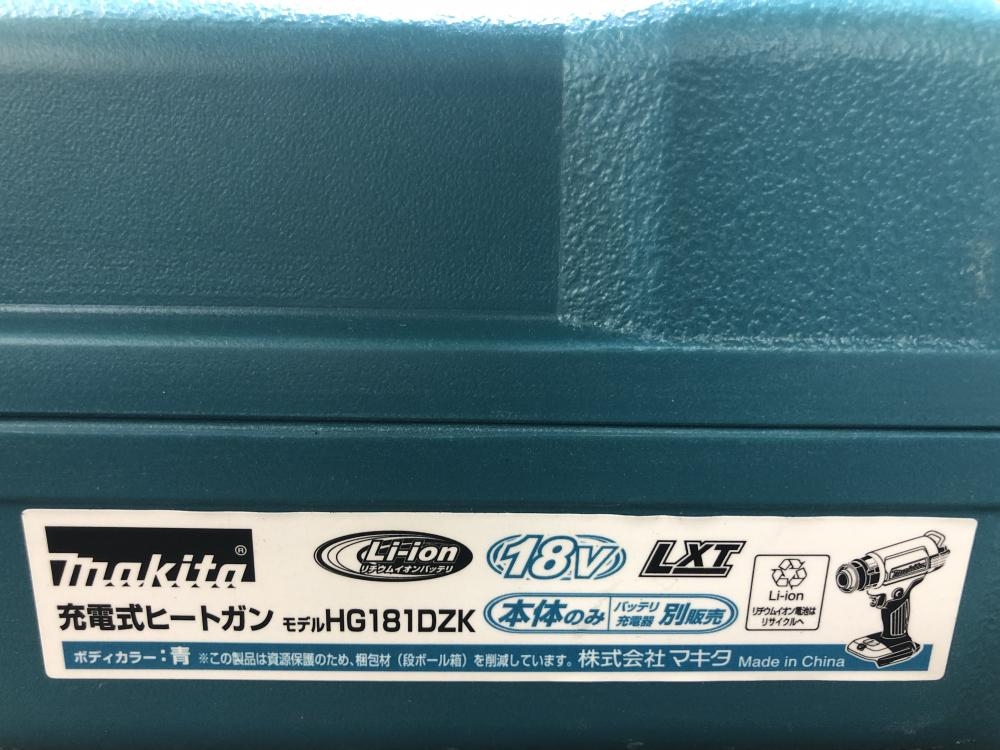 makita®
Li-ion
リチウムイオンバッテリ
18V
LXT
充電式ヒートガン モデルHG181DZK
本体のみ バッテリ 充電器 別販売
Li-ion
リチウムイオン電池は
リサイクルへ
ボディカラー:青 ※この製品は資源保護のため、梱包材(段ボール箱)を削減しています。 株式会社 マキタ Made in China